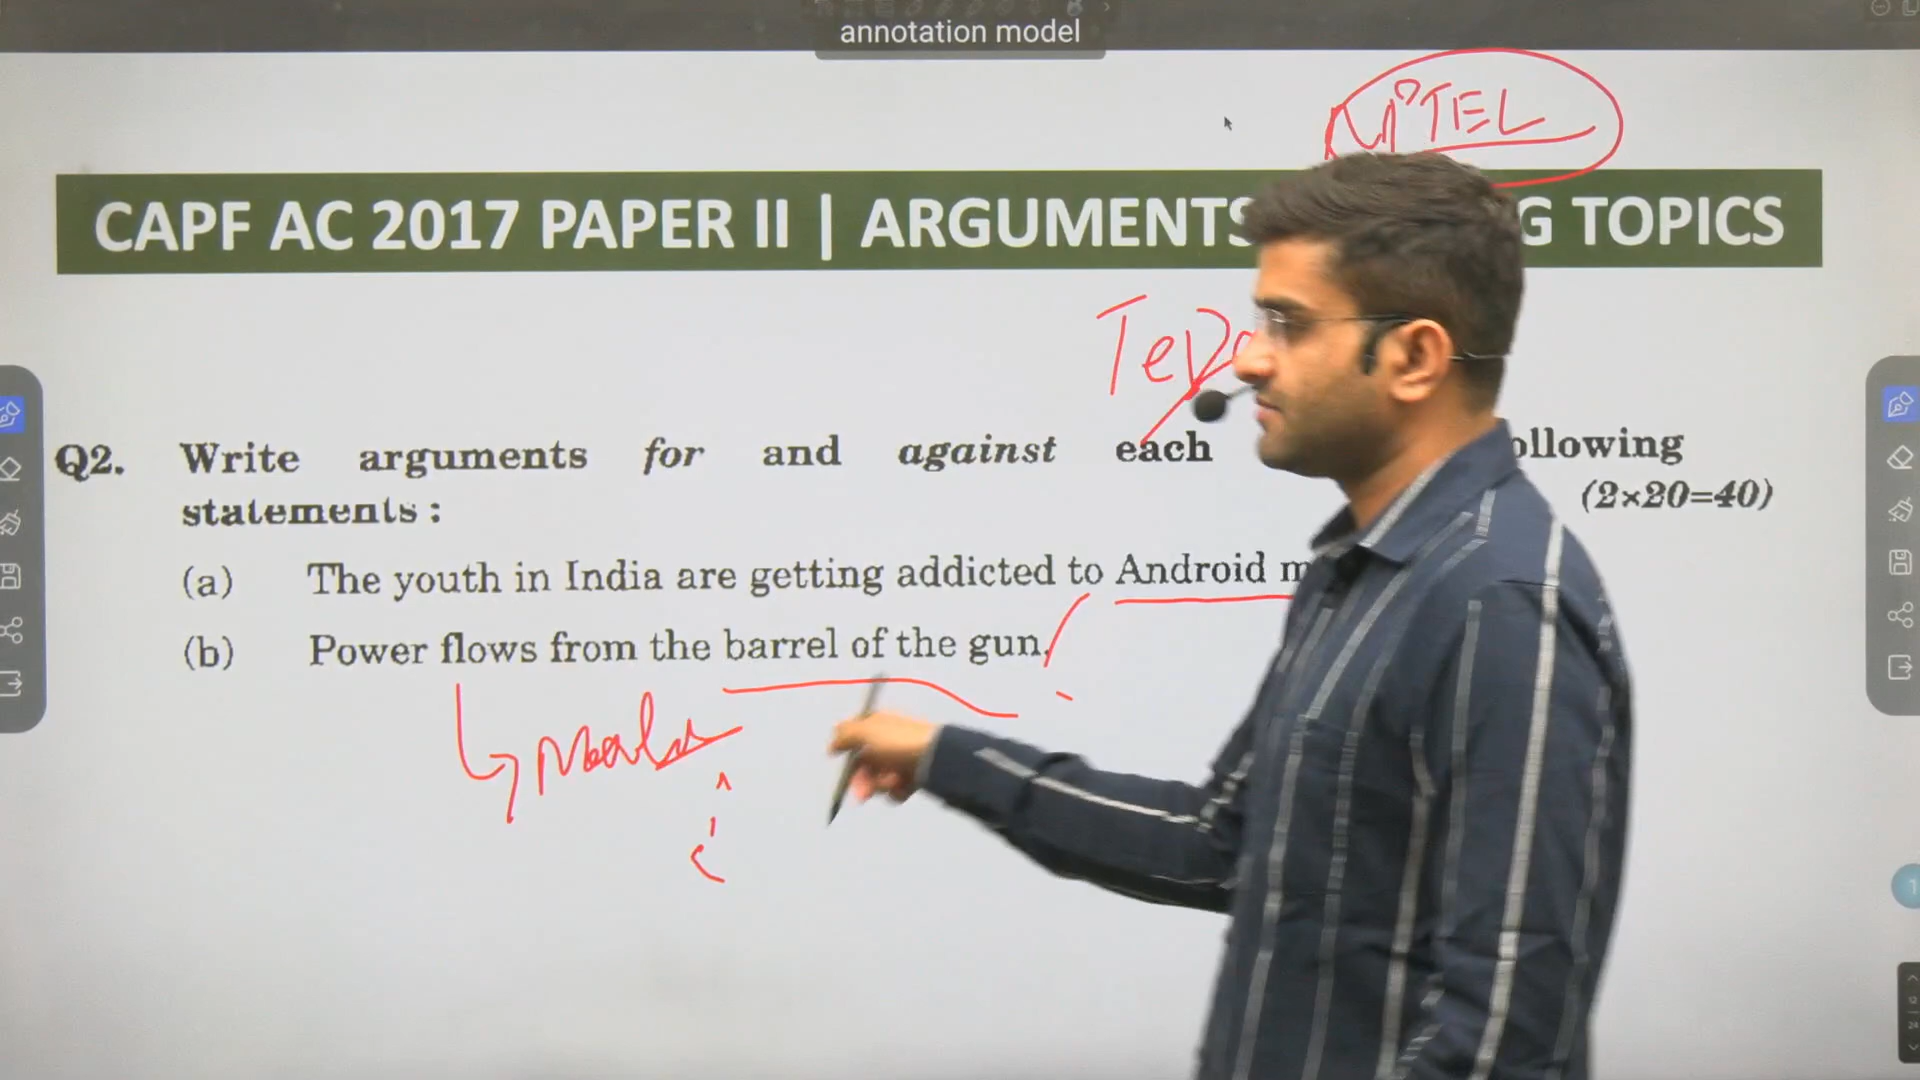 annotation model
NPTEL
CAPF AC 2017 PAPER II | ARGUMENTS G TOPICS
Q2. Write arguments for and against each ollowing
statements : (2×20=40)
(a) The youth in India are getting addicted to Android m
(b) Power flows from the barrel of the gun.